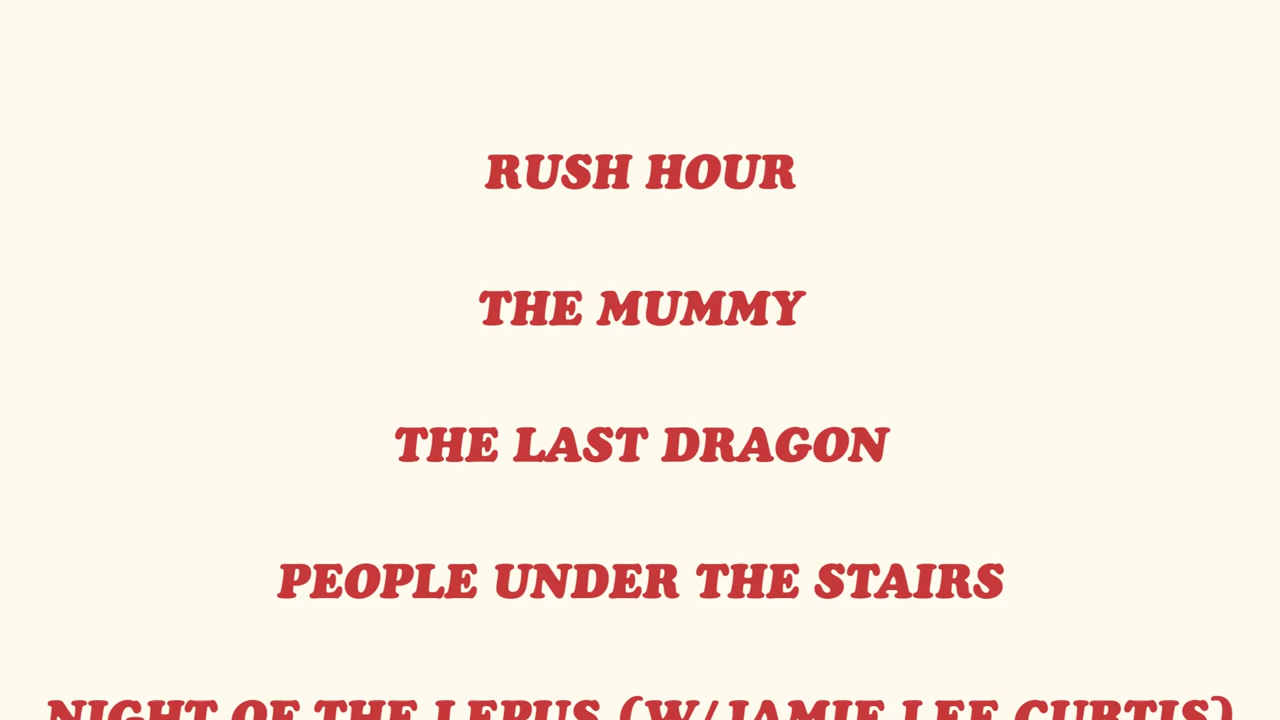 RUSH HOUR
THE MUMMY
THE LAST DRAGON
PEOPLE UNDER THE STAIRS
NIGHT OF THE LEPUS (W/JAMIE LEE CURTIS)